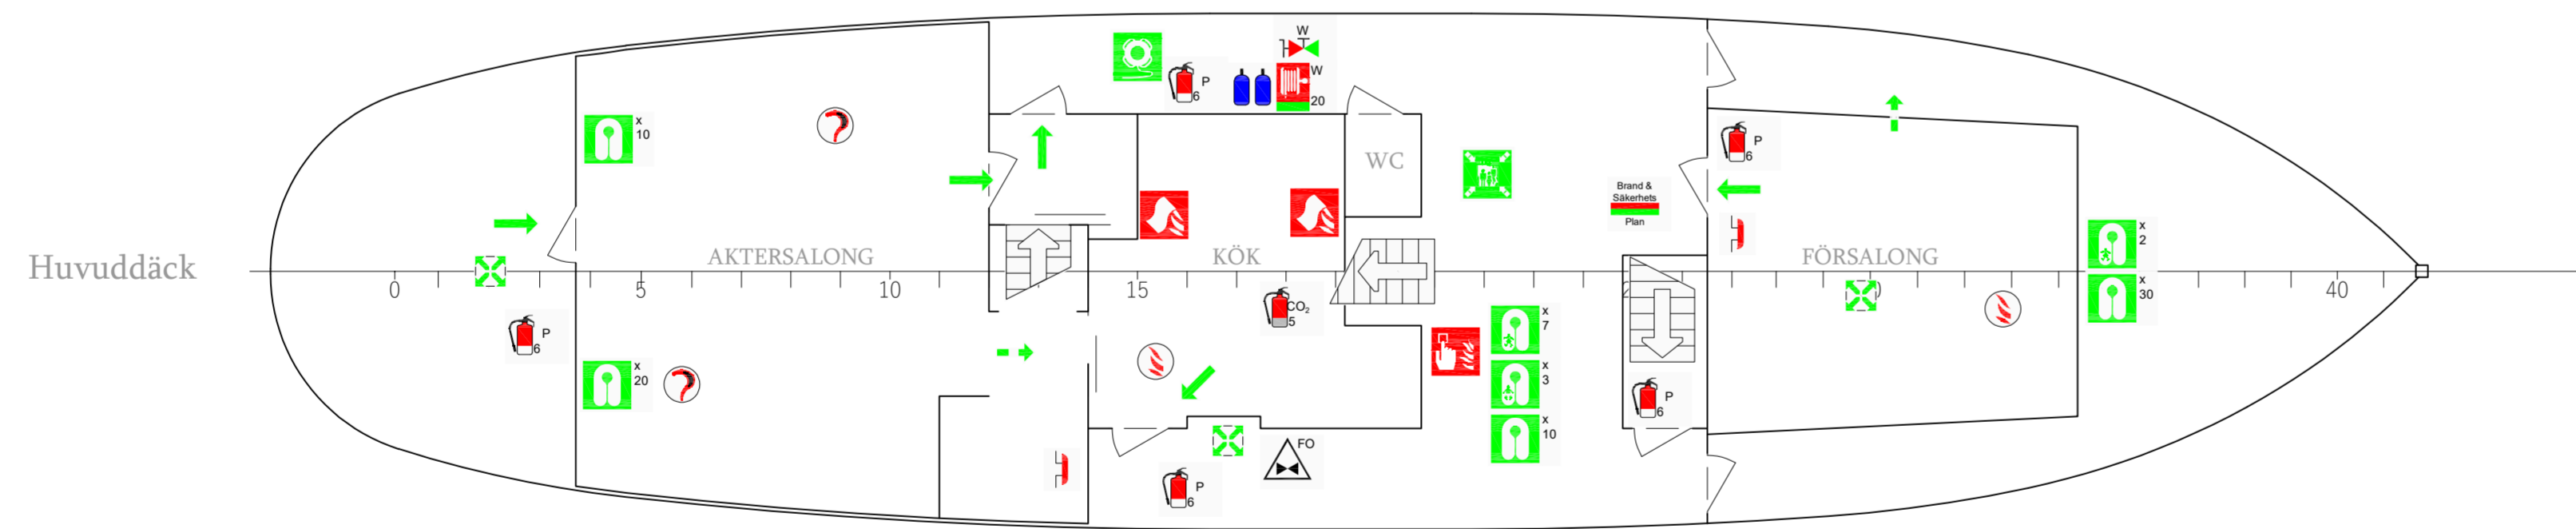 W
P
6
W
20
x
10
WC
P
6
Brand &
Säkerhets
Plan
Huvuddäck
AKTERSALONG
KÖK
FÖRSALONG
x
2
0
5
10
15
40
x
30
CO₂
5
P
6
x
7
x
20
x
3
P
6
x
10
FO
P
6